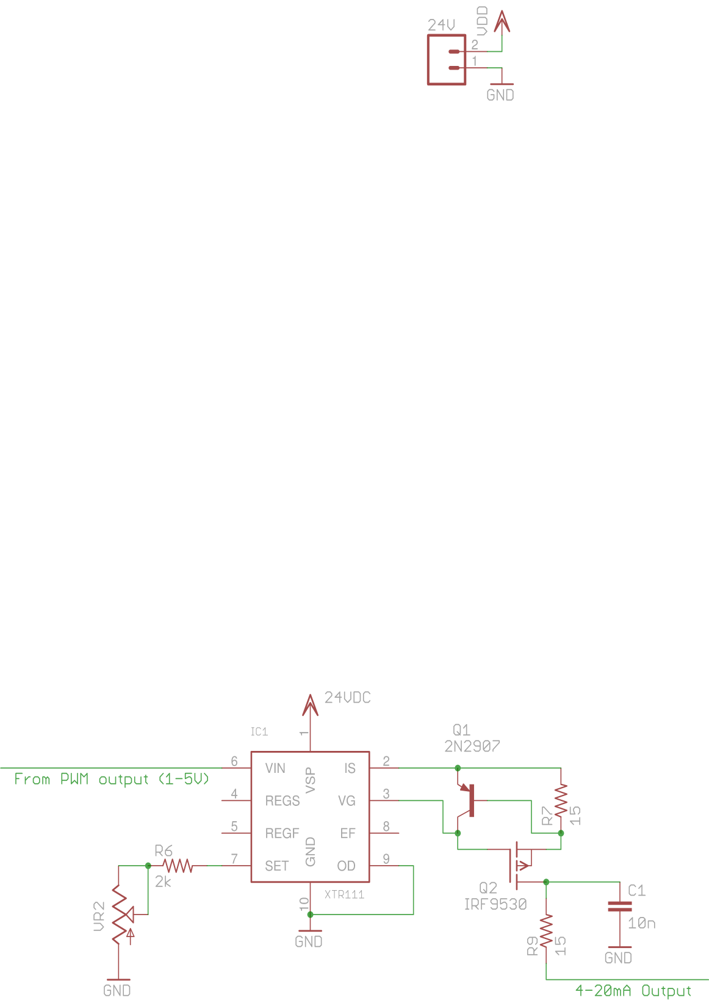 VDD
24V
2
1
GND
24VDC
1
IC1
Q1
2N2907
6
VIN
VSP
IS
2
From PWM output (1-5V)
4
REGS
VG
3
R7
15
5
REGF
EF
8
GND
R6
7
SET
OD
9
2k
Q2
C1
XTR111
10
IRF9530
VR2
10n
GND
R9
15
GND
GND
4-20mA Output